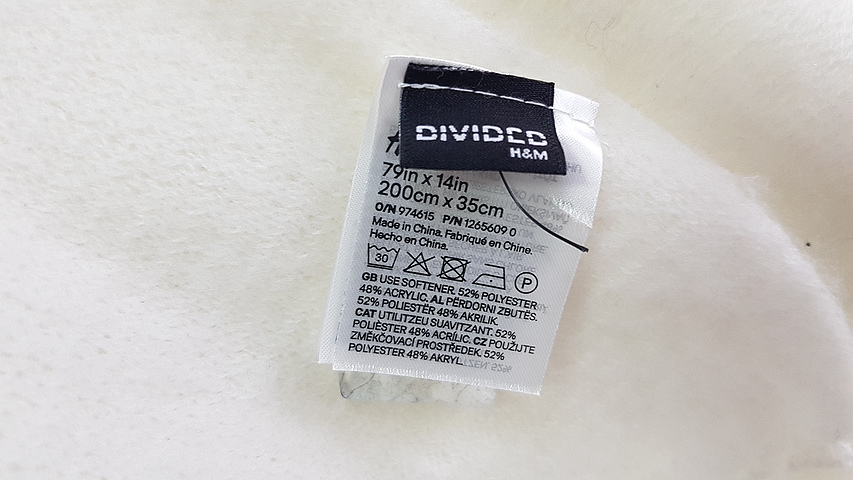 DIVIDED
H&M
79in x 14in
200cm x 35cm
O/N 974615 P/N 1265609 0
Made in China. Fabriqué en Chine.
Hecho en China.
30 P
GB USE SOFTENER. 52% POLYESTER
48% ACRYLIC. AL PËRDORNI ZBUTËS.
52% POLIESTËR 48% AKRILIK.
CAT UTILITZEU SUAVITZANT. 52%
POLIÈSTER 48% ACRÍLIC. CZ POUŽIJTE
ZMĚKČOVACÍ PROSTŘEDEK. 52%
POLYESTER 48% AKRYL